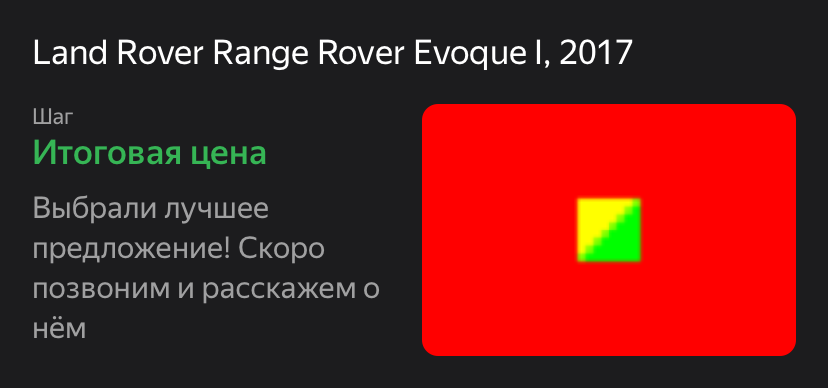 Land Rover Range Rover Evoque I, 2017
Шаг
Итоговая цена
Выбрали лучшее
предложение! Скоро
позвоним и расскажем о
нём